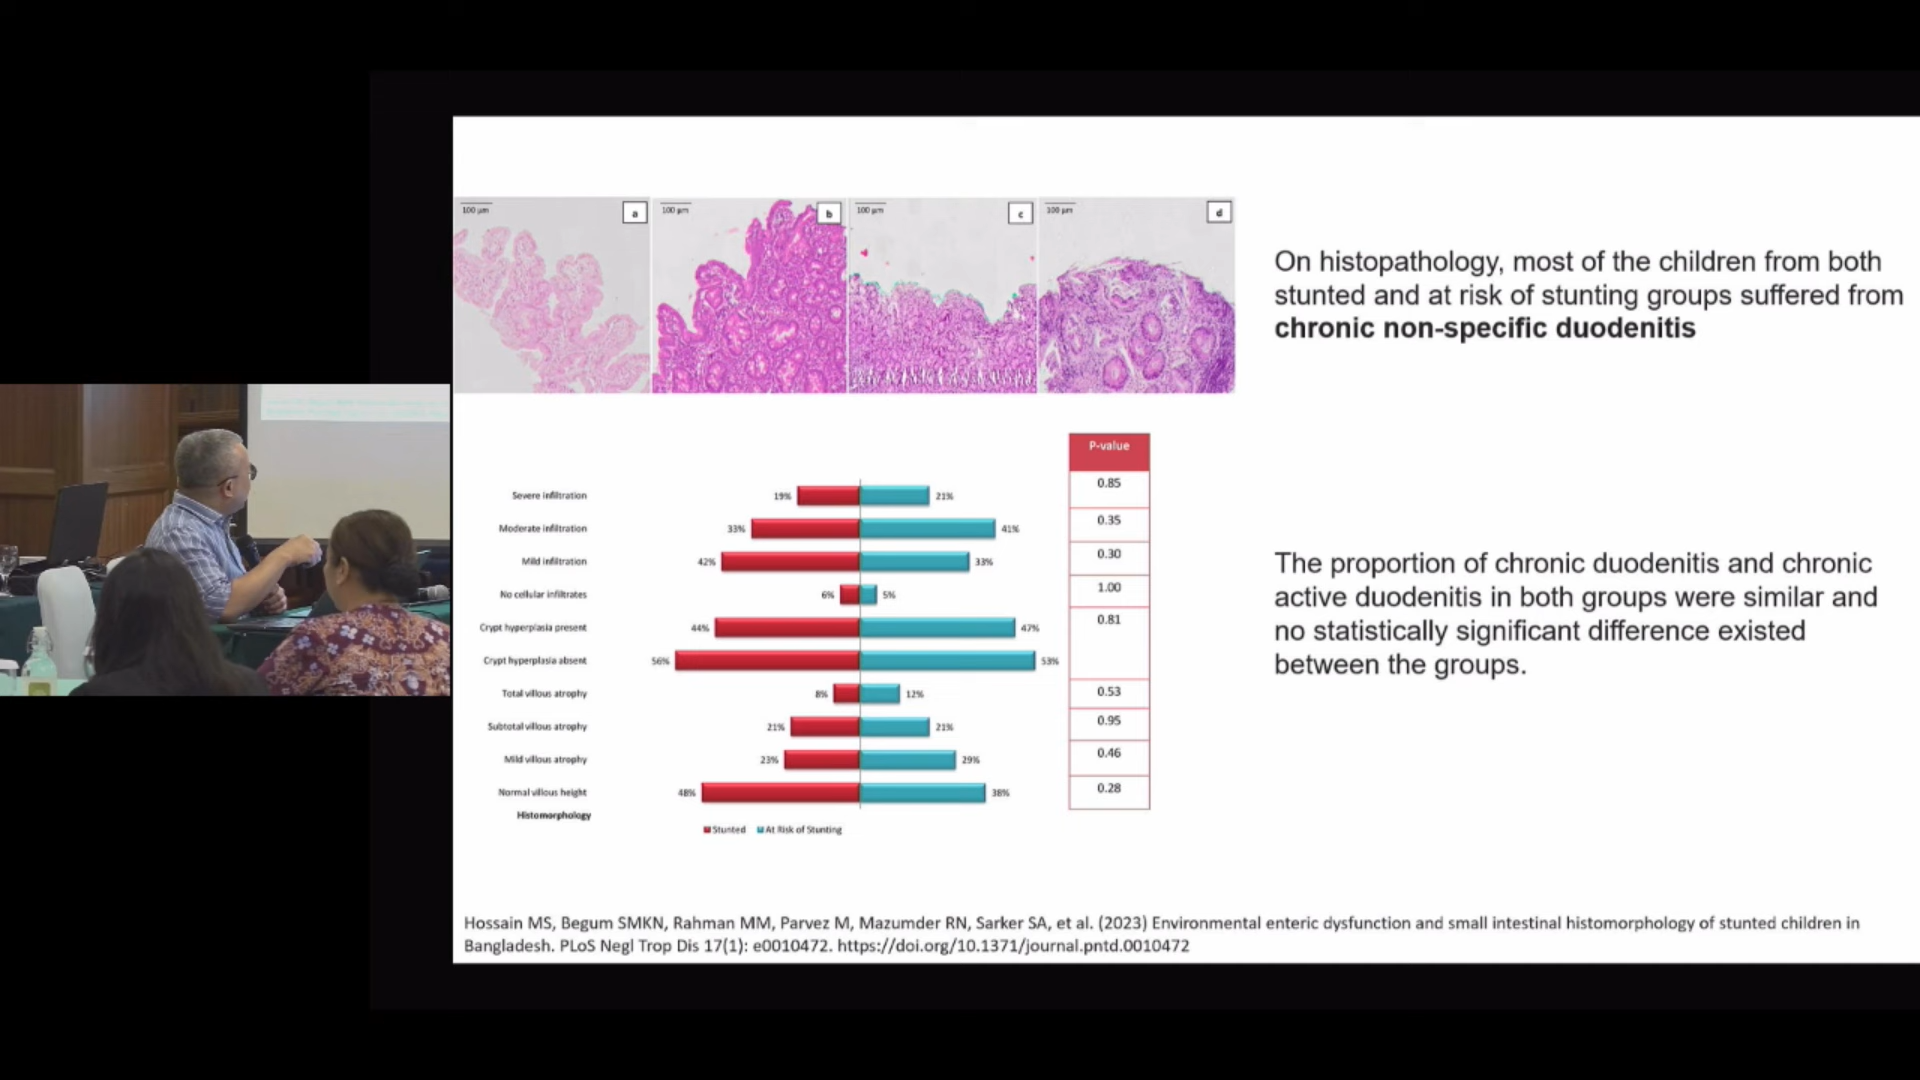 100 μm
a
100 μm
b
100 μm
c
100 μm
d
On histopathology, most of the children from both
stunted and at risk of stunting groups suffered from
chronic non-specific duodenitis
P-value
Severe infiltration 19% 21% 0.85
Moderate infiltration 33% 41% 0.35
Mild infiltration 42% 33% 0.30
No cellular infiltrates 6% 5% 1.00
Crypt hyperplasia present 44% 47% 0.81
Crypt hyperplasia absent 56% 53%
Total villous atrophy 8% 12% 0.53
Subtotal villous atrophy 21% 21% 0.95
Mild villous atrophy 23% 29% 0.46
Normal villous height 48% 38% 0.28
Histomorphology
Stunted At Risk of Stunting
The proportion of chronic duodenitis and chronic
active duodenitis in both groups were similar and
no statistically significant difference existed
between the groups.
Hossain MS, Begum SMKN, Rahman MM, Parvez M, Mazumder RN, Sarker SA, et al. (2023) Environmental enteric dysfunction and small intestinal histomorphology of stunted children in
Bangladesh. PLoS Negl Trop Dis 17(1): e0010472. https://doi.org/10.1371/journal.pntd.0010472